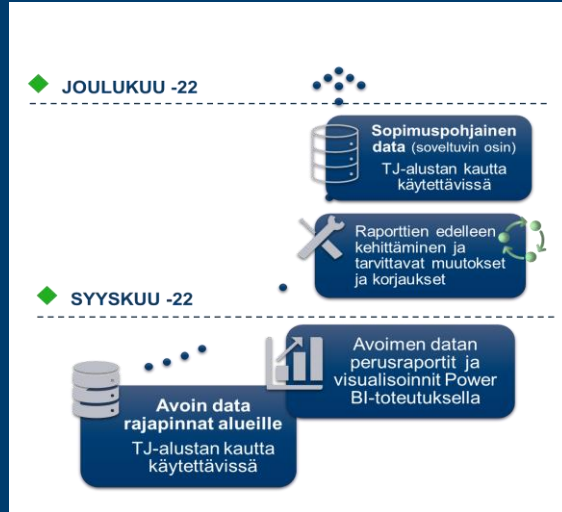 JOULUKUU -22
Sopimuspohjainen
data (soveltuvin osin)
TJ-alustan kautta
käytettävissä
Raporttien edelleen
kehittäminen ja
tarvittavat muutokset
ja korjaukset
SYYSKUU -22
Avoimen datan
perusraportit ja
visualisoinnit Power
BI-toteutuksella
Avoin data
rajapinnat alueille
TJ-alustan kautta
käytettävissä